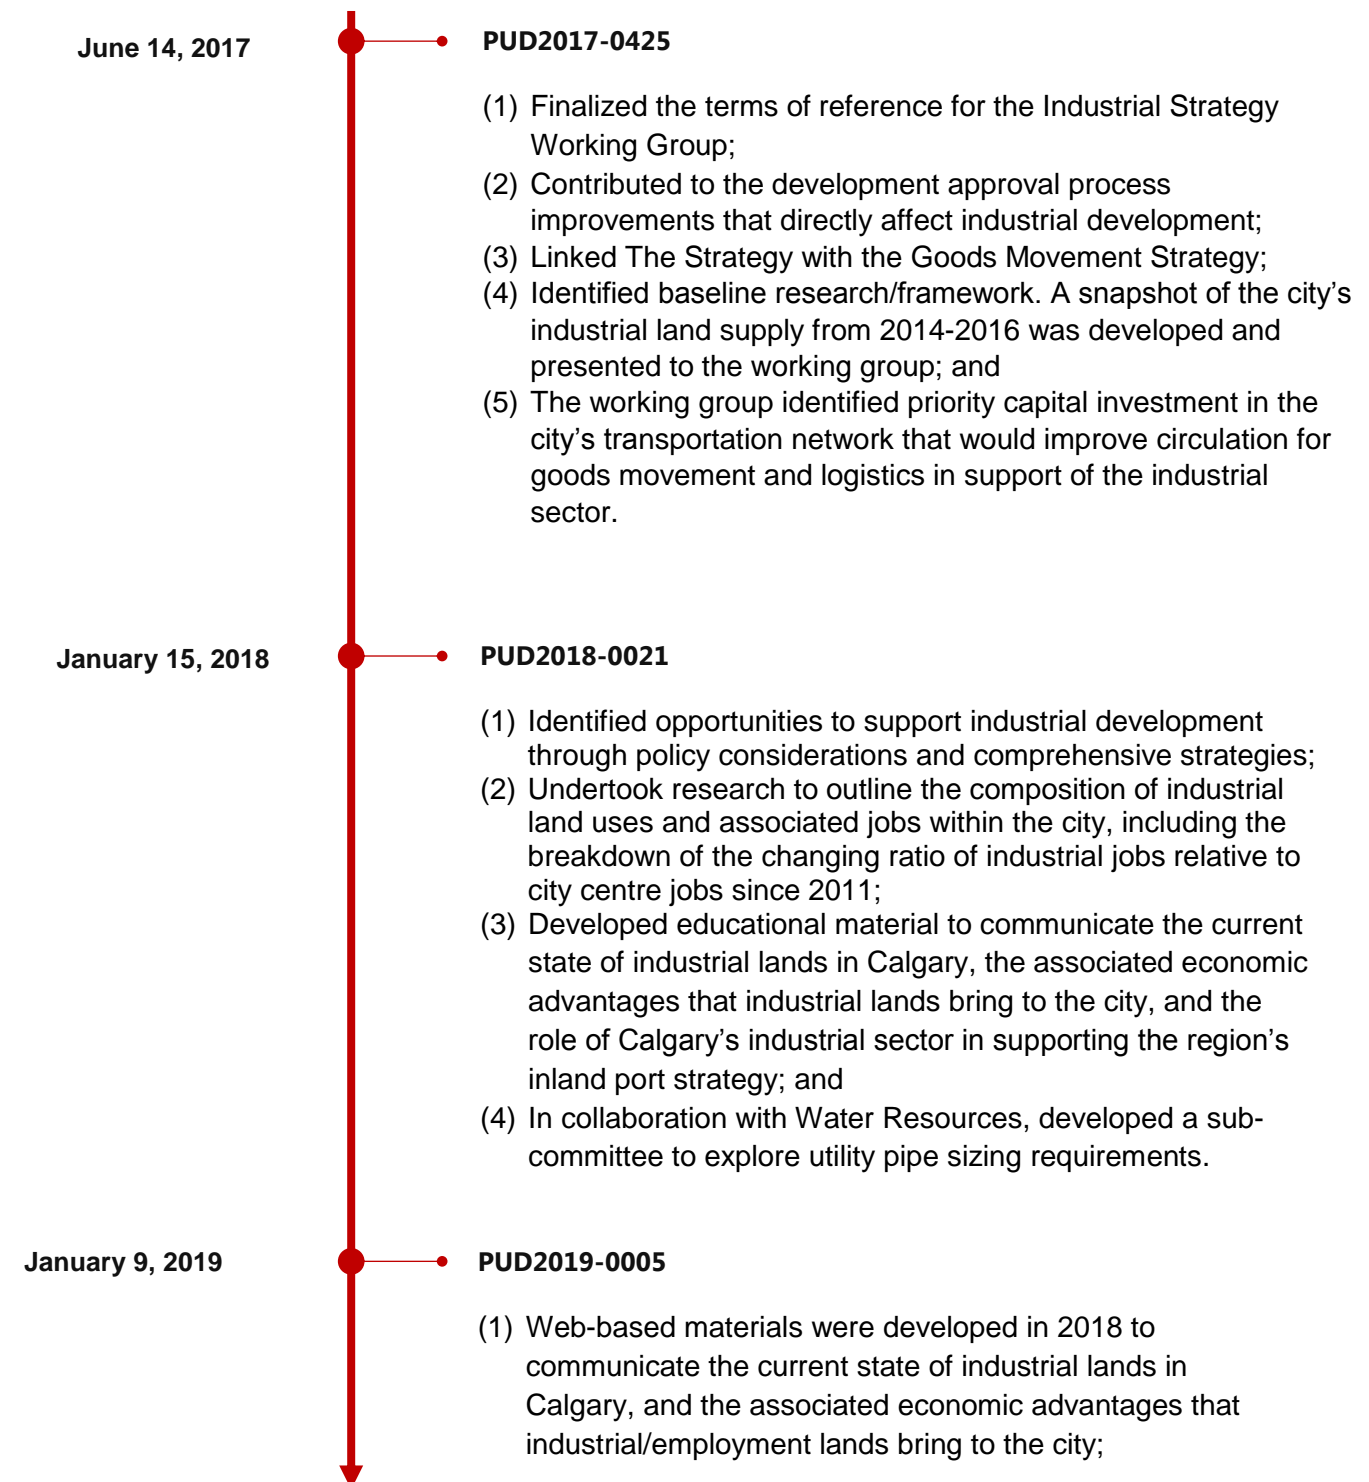 June 14, 2017
PUD2017-0425
(1) Finalized the terms of reference for the Industrial Strategy
Working Group;
(2) Contributed to the development approval process
improvements that directly affect industrial development;
(3) Linked The Strategy with the Goods Movement Strategy;
(4) Identified baseline research/framework. A snapshot of the city’s
industrial land supply from 2014-2016 was developed and
presented to the working group; and
(5) The working group identified priority capital investment in the
city’s transportation network that would improve circulation for
goods movement and logistics in support of the industrial
sector.
January 15, 2018
PUD2018-0021
(1) Identified opportunities to support industrial development
through policy considerations and comprehensive strategies;
(2) Undertook research to outline the composition of industrial
land uses and associated jobs within the city, including the
breakdown of the changing ratio of industrial jobs relative to
city centre jobs since 2011;
(3) Developed educational material to communicate the current
state of industrial lands in Calgary, the associated economic
advantages that industrial lands bring to the city, and the
role of Calgary’s industrial sector in supporting the region’s
inland port strategy; and
(4) In collaboration with Water Resources, developed a sub-
committee to explore utility pipe sizing requirements.
January 9, 2019
PUD2019-0005
(1) Web-based materials were developed in 2018 to
communicate the current state of industrial lands in
Calgary, and the associated economic advantages that
industrial/employment lands bring to the city;